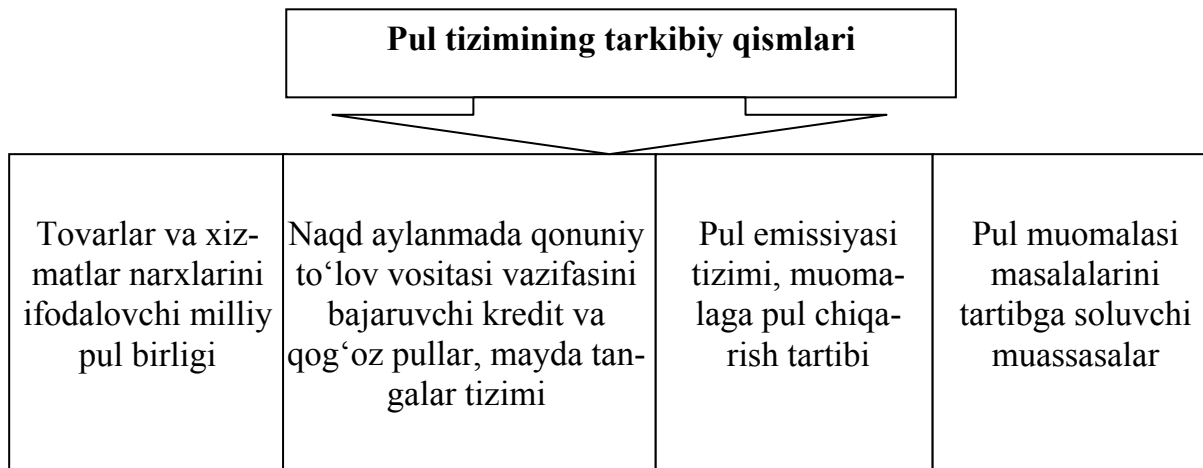 Pul tizimining tarkibiy qismlari
Tovarlar va xiz-
matlar narxlarini
ifodalovchi milliy
pul birligi
Naqd aylanmada qonuniy
to‘lov vositasi vazifasini
bajaruvchi kredit va
qog‘oz pullar, mayda tan-
galar tizimi
Pul emissiyasi
tizimi, muoma-
laga pul chiqa-
rish tartibi
Pul muomalasi
masalalarini
tartibga soluvchi
muassasalar